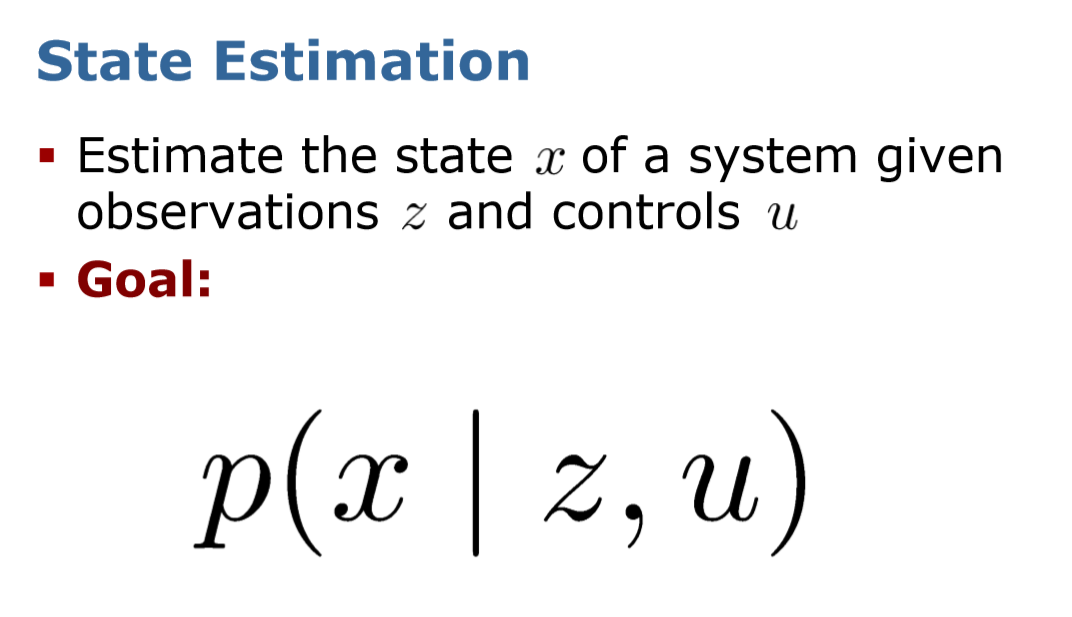 State Estimation
▪ Estimate the state x of a system given
observations z and controls u
▪ Goal:
p(x | z, u)